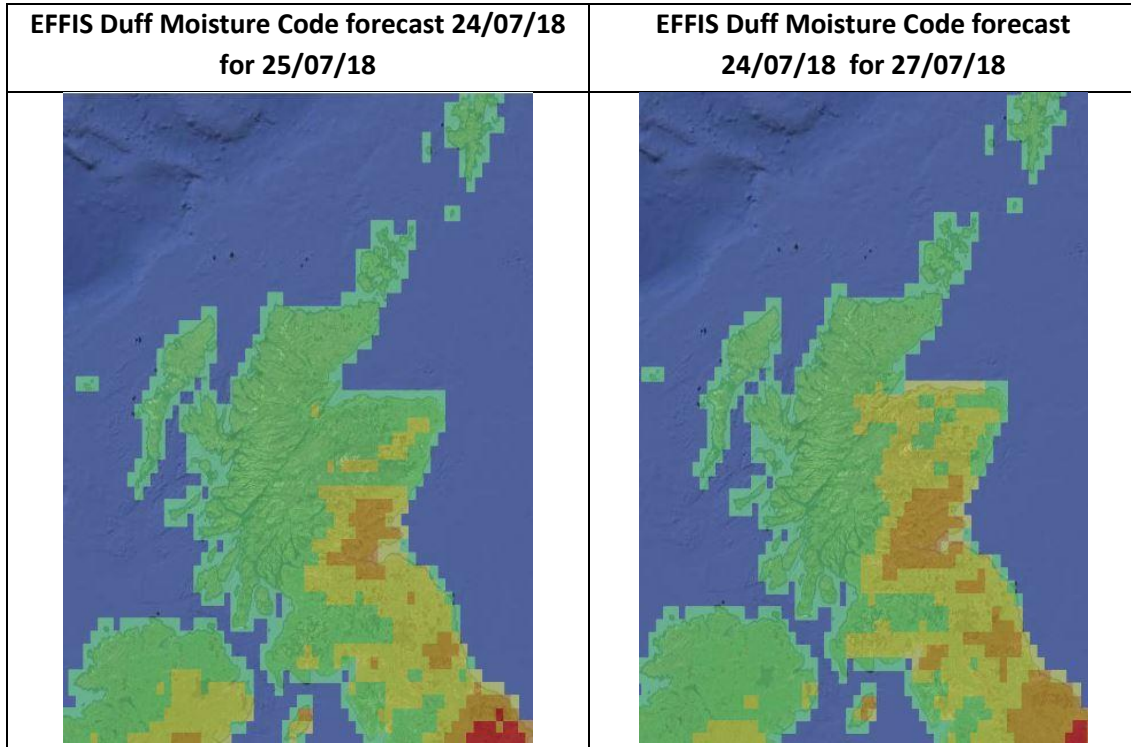 EFFIS Duff Moisture Code forecast 24/07/18
for 25/07/18
EFFIS Duff Moisture Code forecast
24/07/18 for 27/07/18